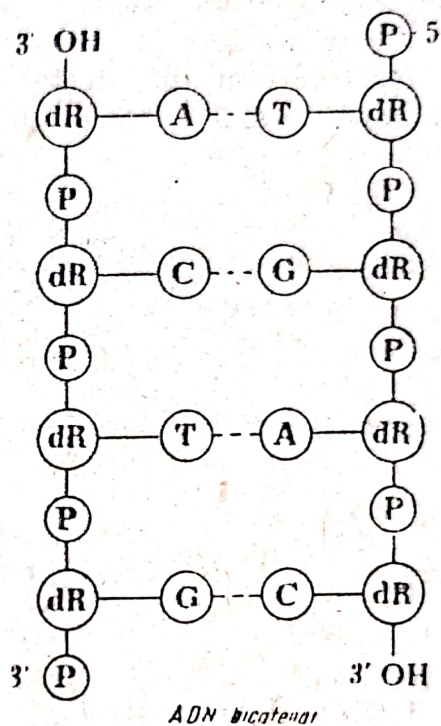 P 5
3' OH
dR A T dR
P P
dR C G dR
P P
dR T A dR
P P
dR G C dR
3' P 3' OH
ADN bicatenar